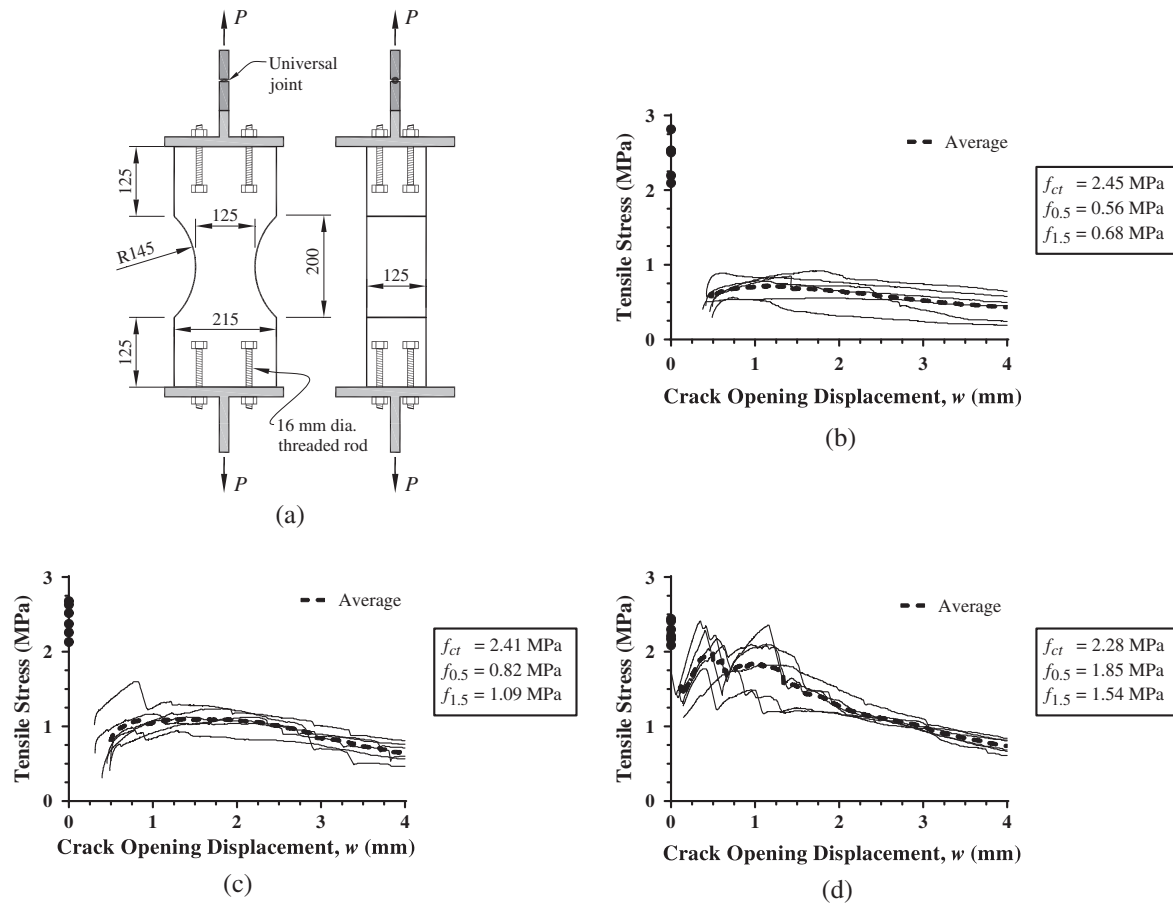 P
P
Universal
joint
125
125
R145
200
125
215
125
16 mm dia.
threaded rod
P
P
(a)
3
2
1
0
Tensile Stress (MPa)
Average
f_ct = 2.45 MPa
f_0.5 = 0.56 MPa
f_1.5 = 0.68 MPa
0 1 2 3 4
Crack Opening Displacement, w (mm)
(b)
3
2
1
0
Tensile Stress (MPa)
Average
f_ct = 2.41 MPa
f_0.5 = 0.82 MPa
f_1.5 = 1.09 MPa
0 1 2 3 4
Crack Opening Displacement, w (mm)
(c)
3
2
1
0
Tensile Stress (MPa)
Average
f_ct = 2.28 MPa
f_0.5 = 1.85 MPa
f_1.5 = 1.54 MPa
0 1 2 3 4
Crack Opening Displacement, w (mm)
(d)